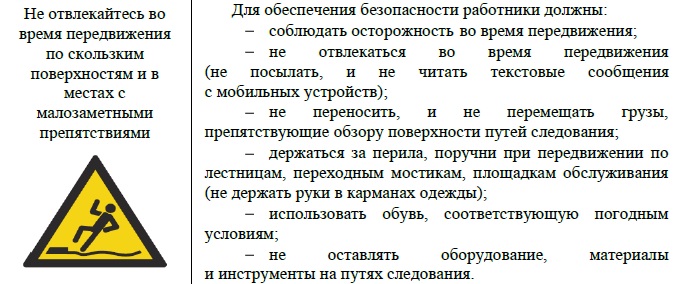 Не отвлекайтесь во
время передвижения
по скользким
поверхностям и в
местах с
малозаметными
препятствиями
Для обеспечения безопасности работники должны:
– соблюдать осторожность во время передвижения;
– не отвлекаться во время передвижения
(не посылать, и не читать текстовые сообщения
с мобильных устройств);
– не переносить, и не перемещать грузы,
препятствующие обзору поверхности путей следования;
– держаться за перила, поручни при передвижении по
лестницам, переходным мостикам, площадкам обслуживания
(не держать руки в карманах одежды);
– использовать обувь, соответствующую погодным
условиям;
– не оставлять оборудование, материалы
и инструменты на путях следования.